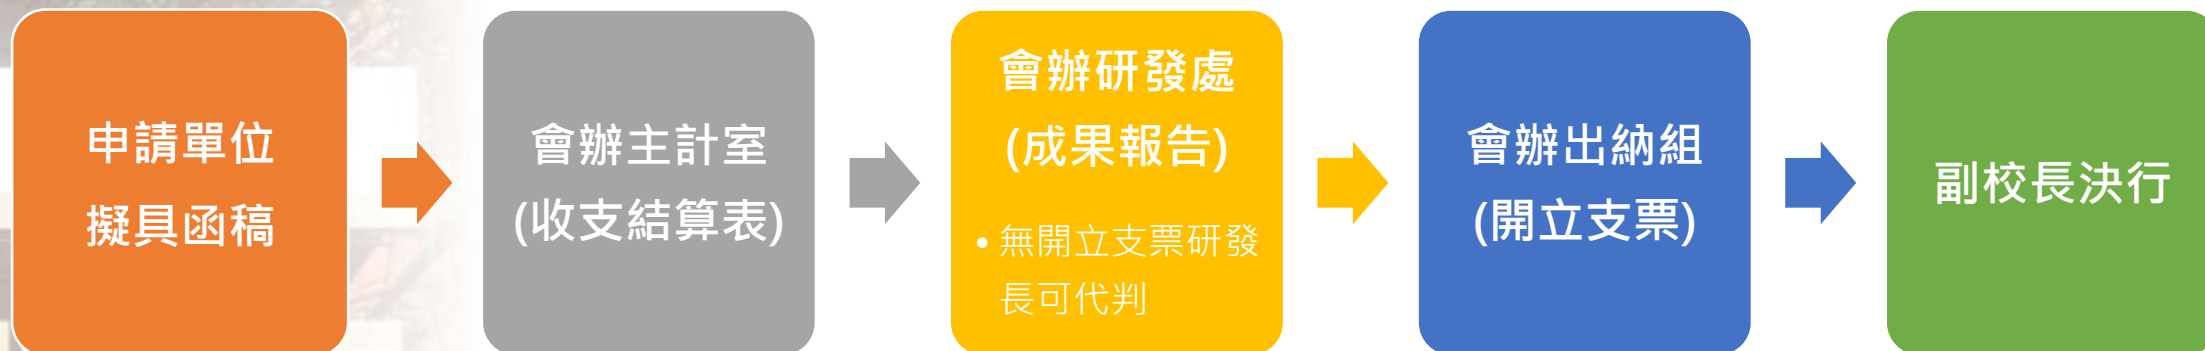 申請單位
擬具函稿
會辦主計室
(收支結算表)
會辦研發處
(成果報告)
• 無開立支票研發
長可代判
會辦出納組
(開立支票)
副校長決行